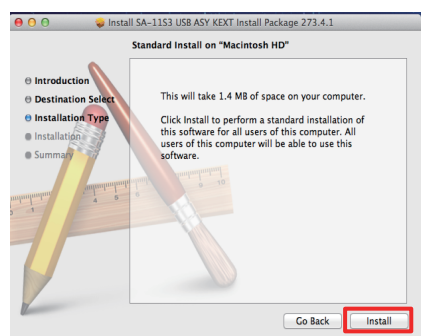 Install SA-11S3 USB ASY KEXT Install Package 273.4.1
Standard Install on "Macintosh HD"
Introduction
Destination Select
Installation Type
Installation
Summary
This will take 1.4 MB of space on your computer.
Click Install to perform a standard installation of
this software for all users of this computer. All
users of this computer will be able to use this
software.
Go Back
Install